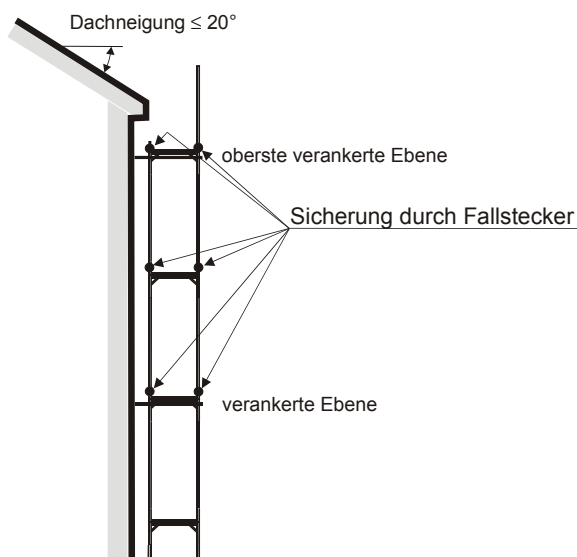 Dachneigung ≤ 20°
oberste verankerte Ebene
Sicherung durch Fallstecker
verankerte Ebene